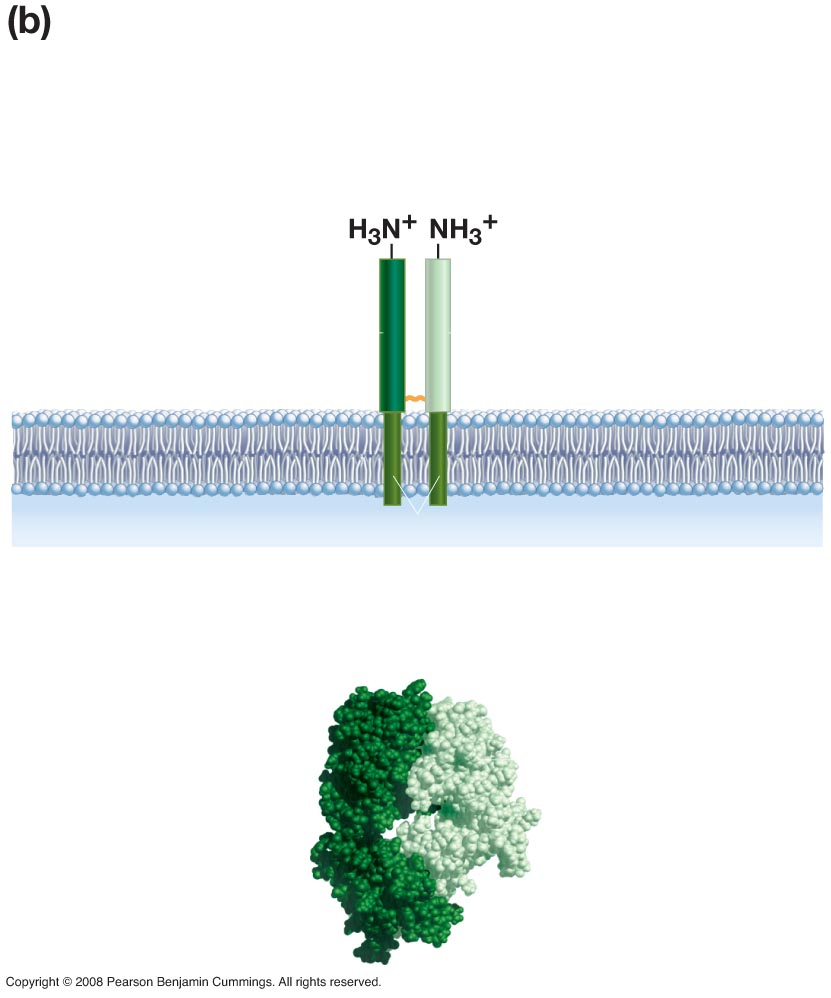 (b)
H₃N⁺ NH₃⁺
Copyright © 2008 Pearson Benjamin Cummings. All rights reserved.